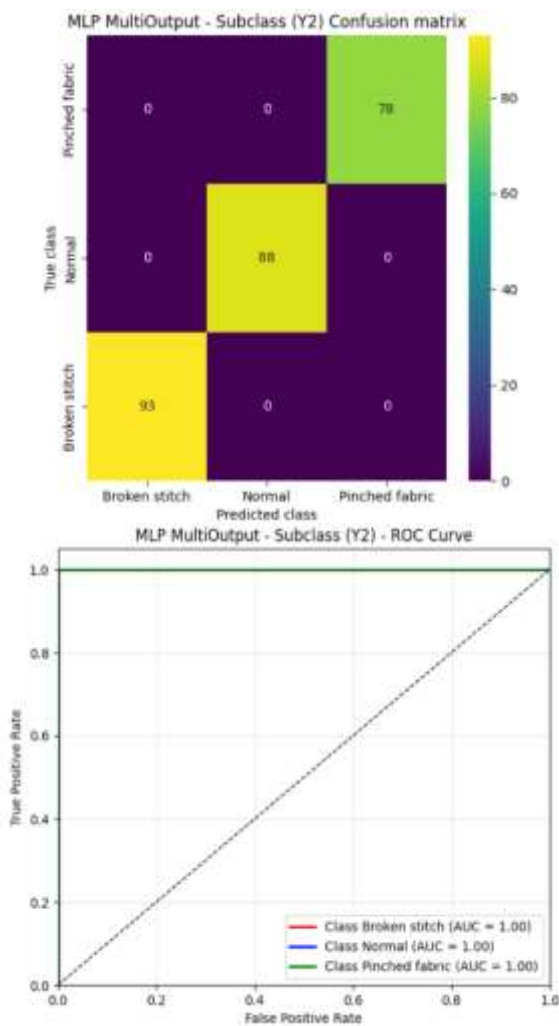 MLP MultiOutput - Subclass (Y2) Confusion matrix
True class
Pinched fabric
Normal
Broken stitch
0 0 78
0 88 0
93 0 0
Broken stitch Normal Pinched fabric
Predicted class
80
60
40
20
0
MLP MultiOutput - Subclass (Y2) - ROC Curve
True Positive Rate
1.0
0.8
0.6
0.4
0.2
0.0
Class Broken stitch (AUC = 1.00)
Class Normal (AUC = 1.00)
Class Pinched fabric (AUC = 1.00)
0.0 0.2 0.4 0.6 0.8 1.0
False Positive Rate